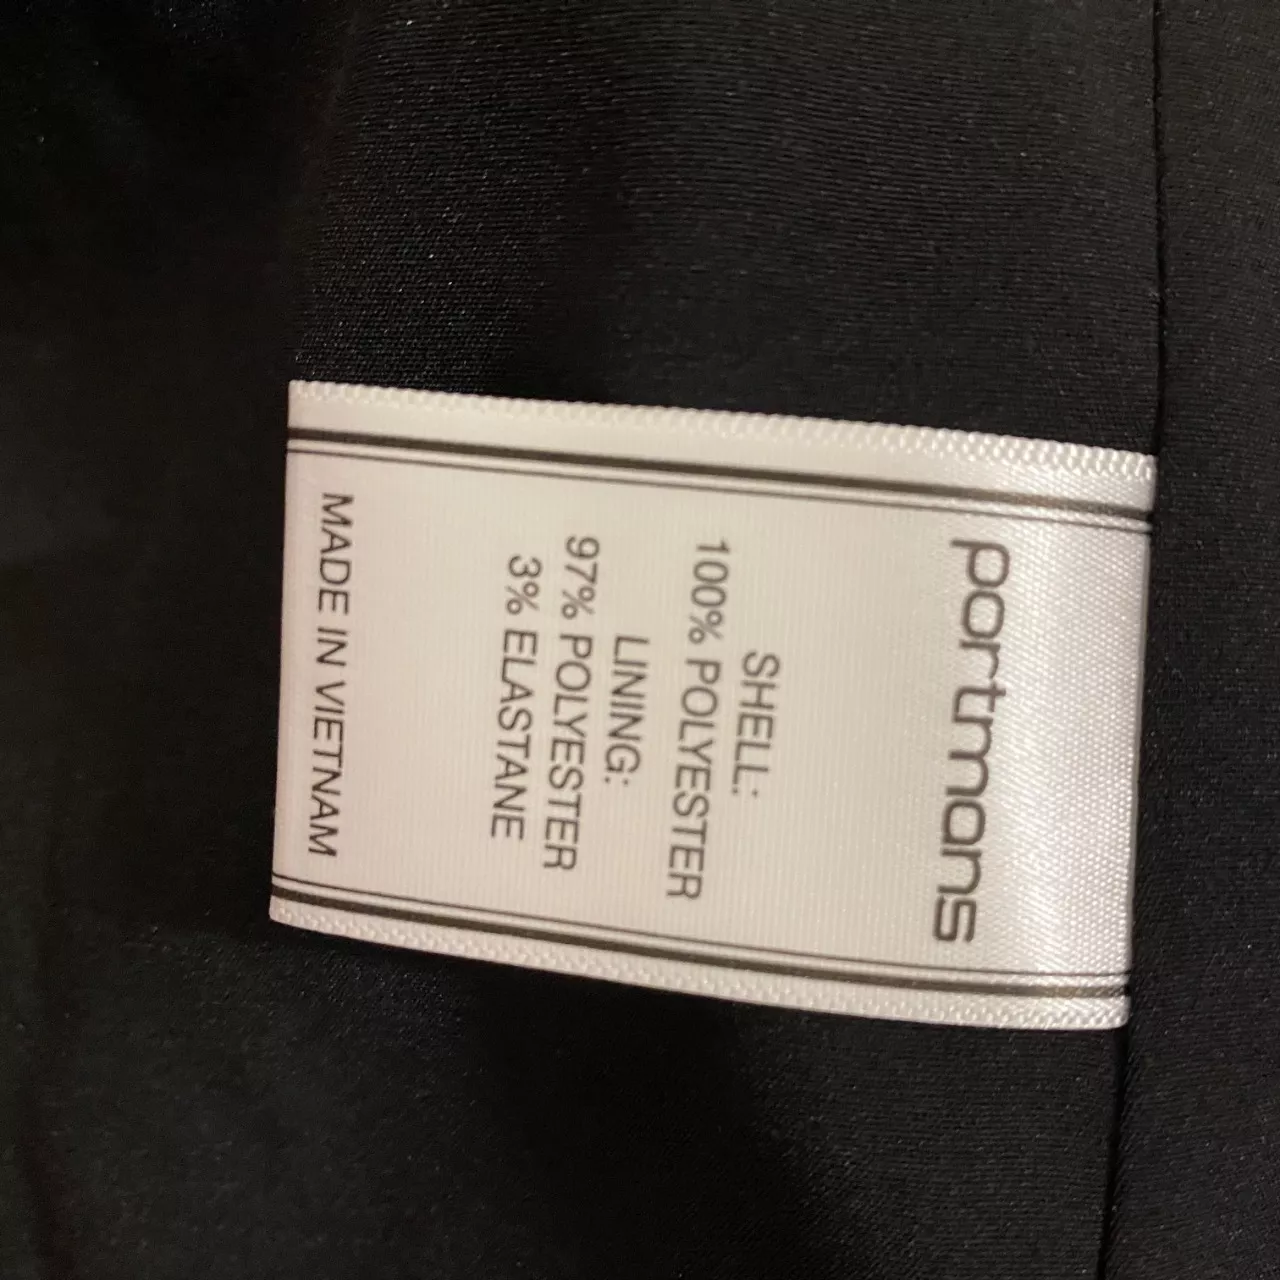 portmans
SHELL:
100% POLYESTER
LINING:
97% POLYESTER
3% ELASTANE
MADE IN VIETNAM